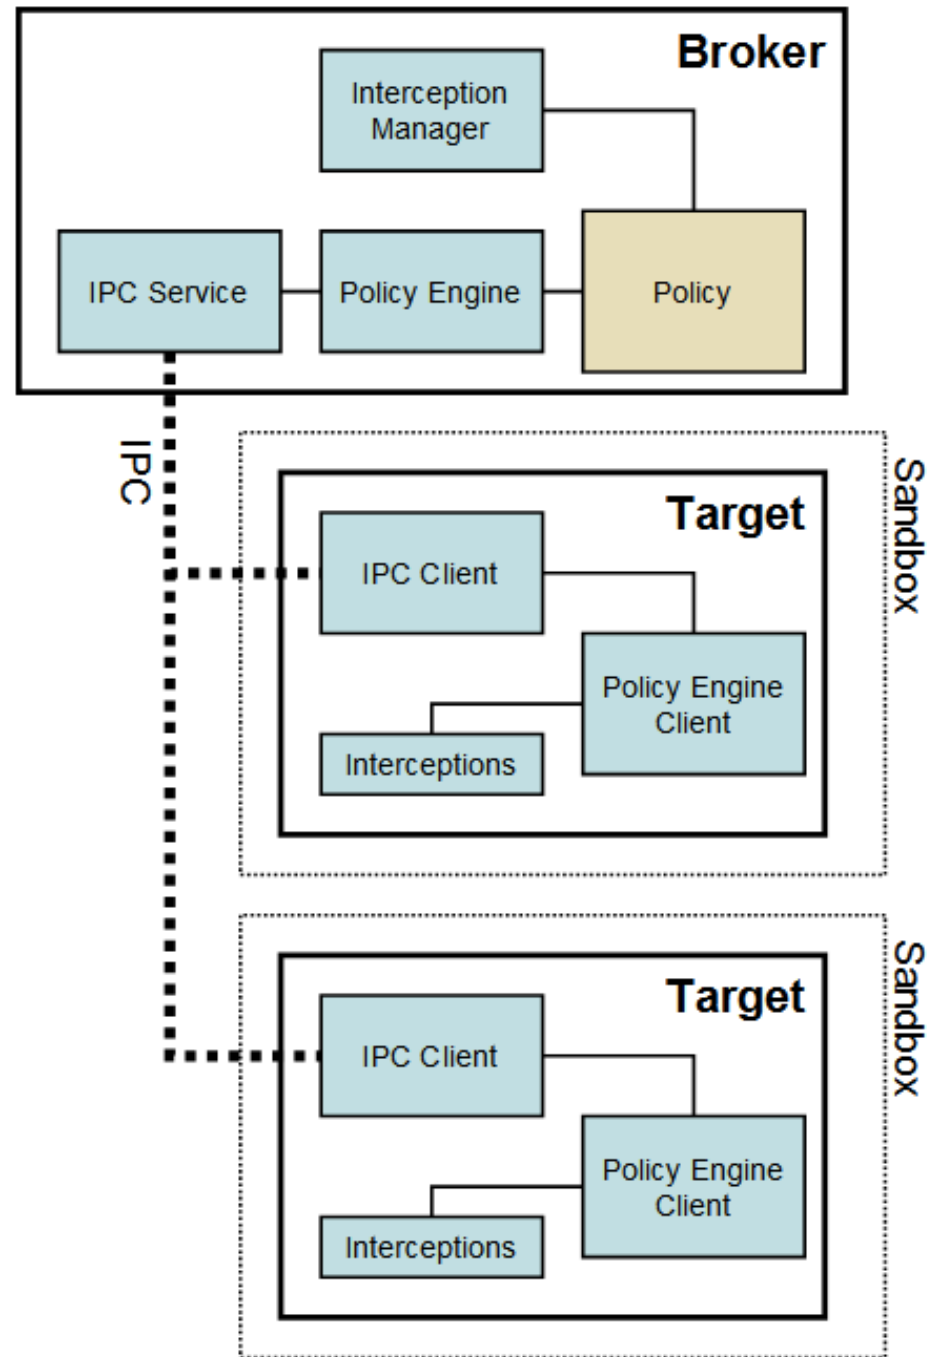 Broker
Interception
Manager
IPC Service
Policy Engine
Policy
IPC
Sandbox
Target
IPC Client
Policy Engine
Client
Interceptions
Sandbox
Target
IPC Client
Policy Engine
Client
Interceptions